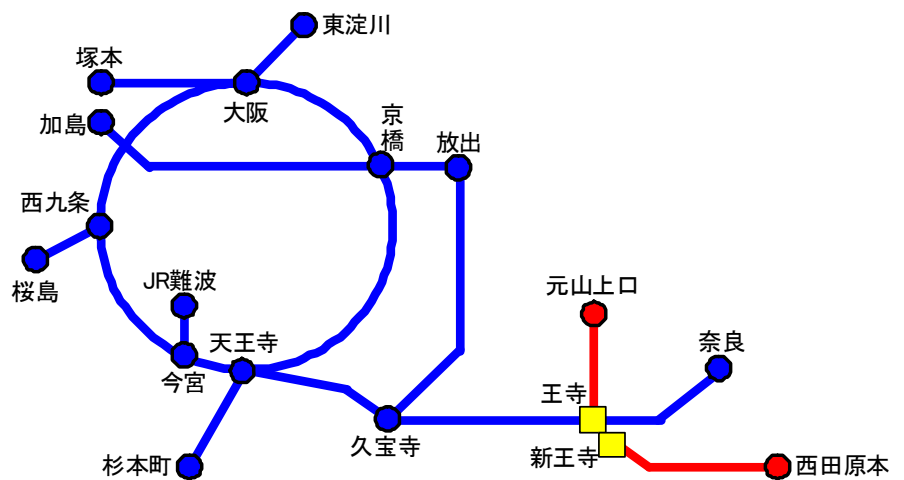 東淀川
塚本
大阪
加島
京
橋
放出
西九条
桜島
JR難波
元山上口
天王寺
奈良
今宮
王寺
久宝寺
新王寺
杉本町
西田原本